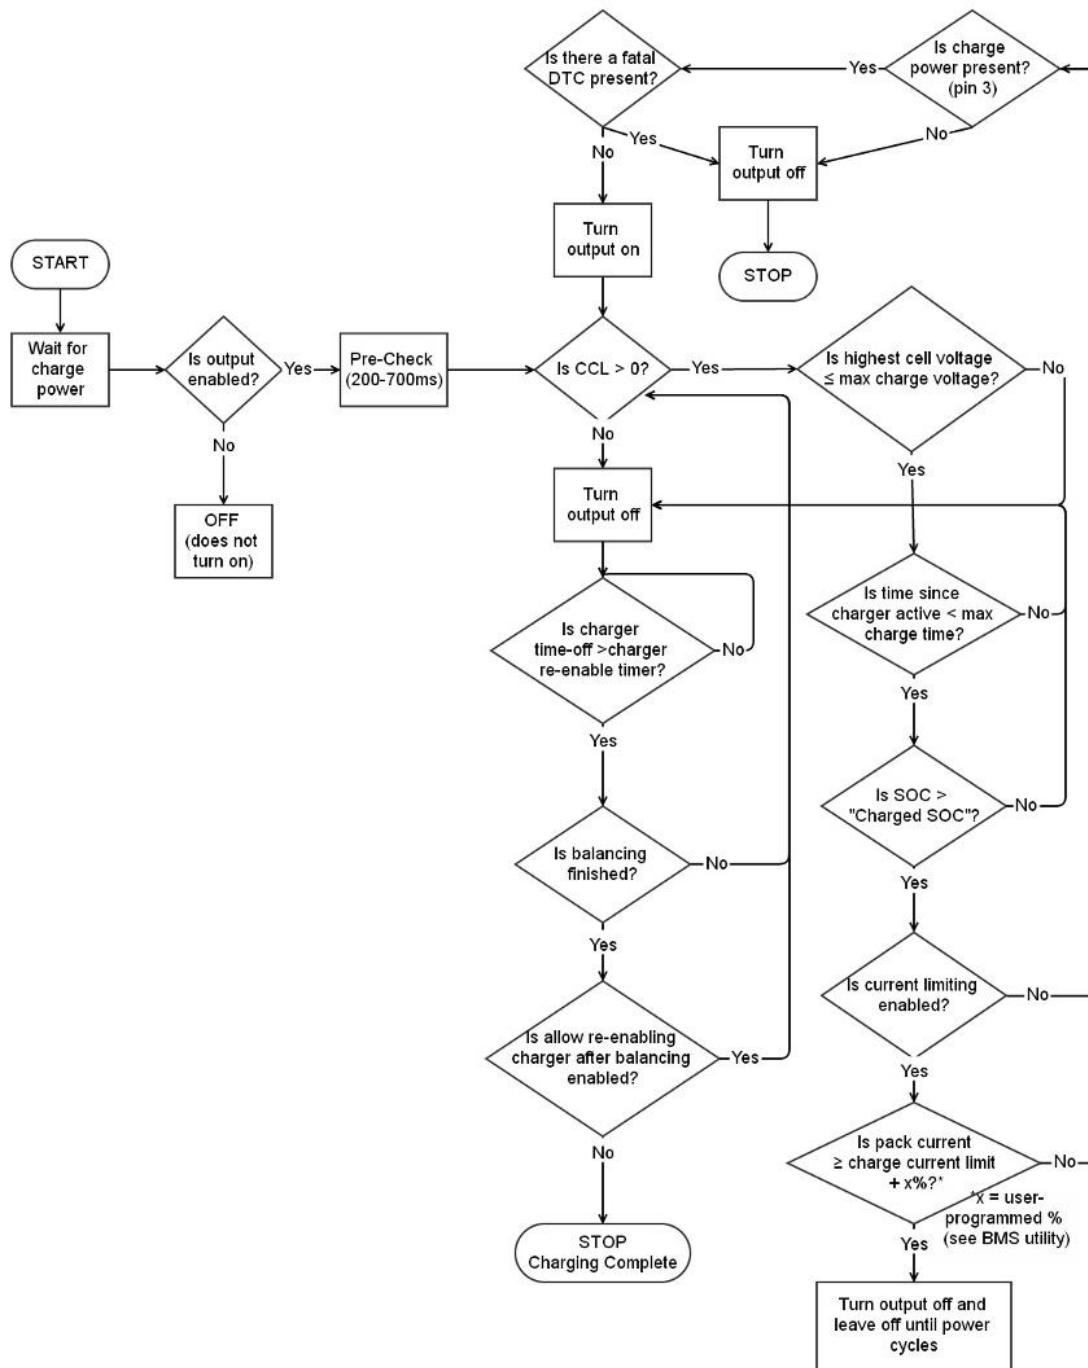 Is there a fatal
DTC present?
Yes
Is charge
power present?
(pin 3)
No
Yes
No
Turn
output off
STOP
Turn
output on
START
Wait for
charge
power
Is output
enabled?
Yes
No
OFF
(does not
turn on)
Pre-Check
(200-700ms)
Is CCL > 0?
Yes
No
Is highest cell voltage
≤ max charge voltage?
No
Yes
Turn
output off
Is charger
time-off >charger
re-enable timer?
No
Yes
Is balancing
finished?
No
Yes
Is allow re-enabling
charger after balancing
enabled?
Yes
No
STOP
Charging Complete
Is time since
charger active < max
charge time?
No
Yes
Is SOC >
"Charged SOC"?
No
Yes
Is current limiting
enabled?
No
Yes
Is pack current
≥ charge current limit
+ x%?*
No
*x = user-
programmed %
(see BMS utility)
Yes
Turn output off and
leave off until power
cycles